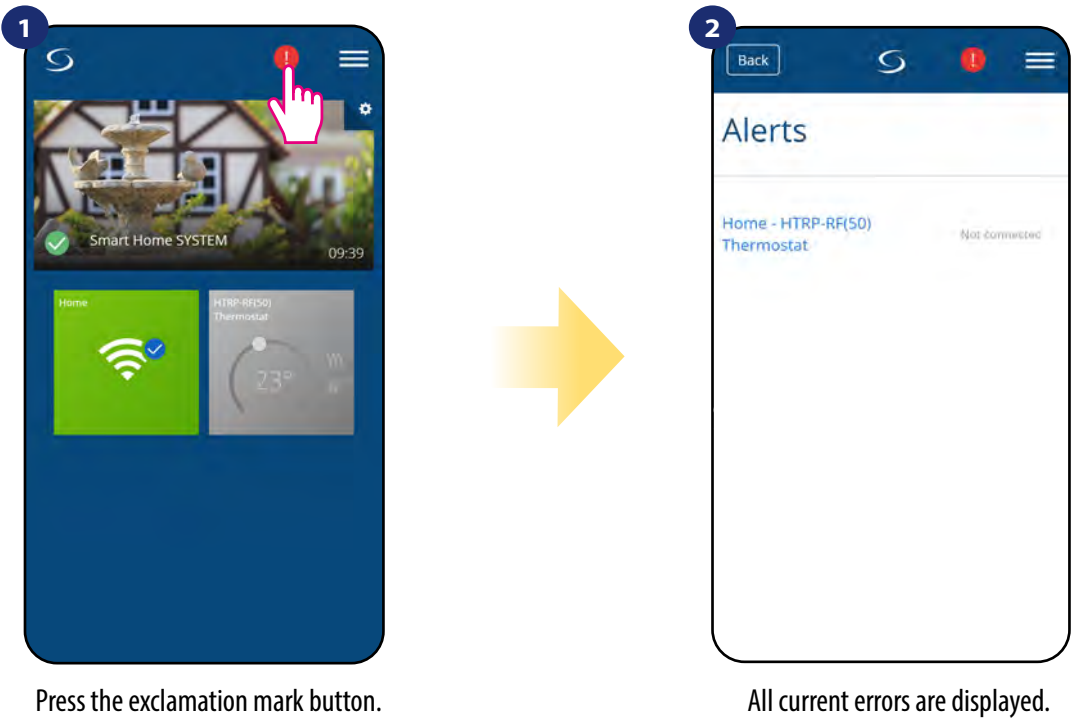 1
!
Smart Home SYSTEM
09:39
Home
HTRP-RF(50)
Thermostat
23°
Press the exclamation mark button.
2
Back
!
Alerts
Home - HTRP-RF(50)
Thermostat
Not connected
All current errors are displayed.